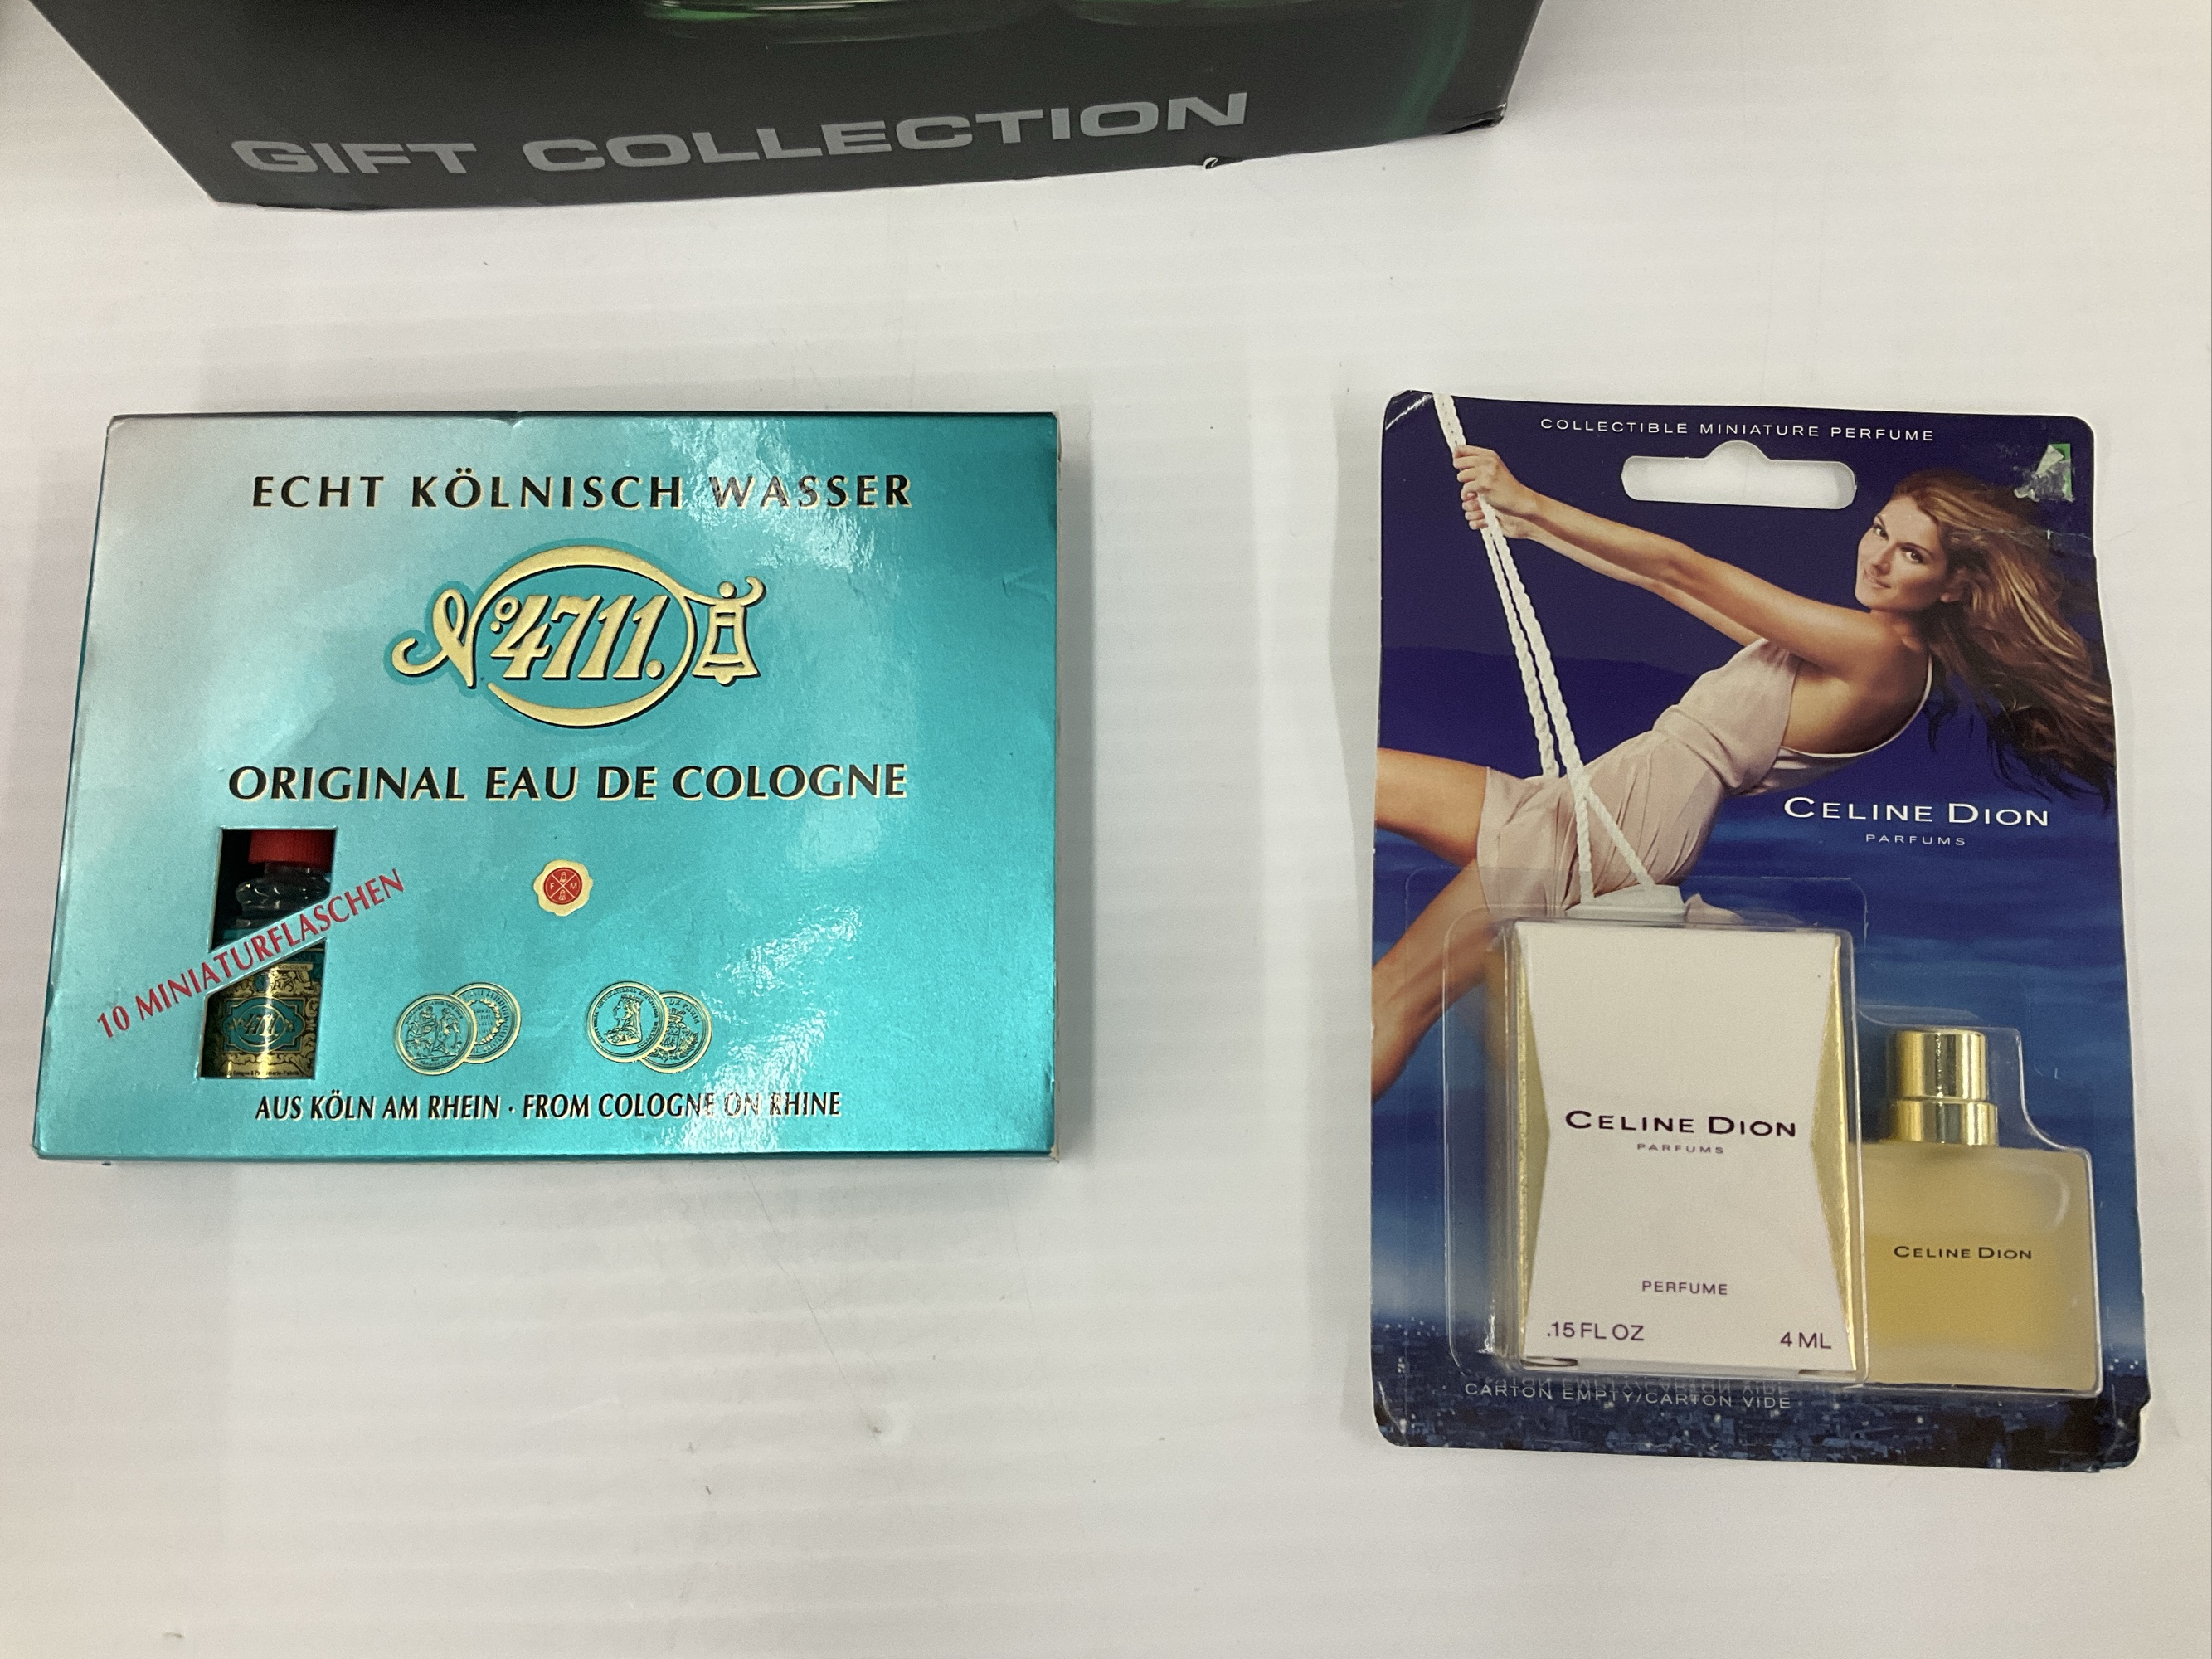 GIFT COLLECTION
ECHT KÖLNISCH WASSER
Nº4711.
ORIGINAL EAU DE COLOGNE
10 MINIATURFLASCHEN
4711.
F M
AUS KÖLN AM RHEIN · FROM COLOGNE ON RHINE
COLLECTIBLE MINIATURE PERFUME
CELINE DION
PARFUMS
CELINE DION
PARFUMS
PERFUME
.15 FL OZ 4 ML
CELINE DION
CARTON EMPTY/CARTON VIDE